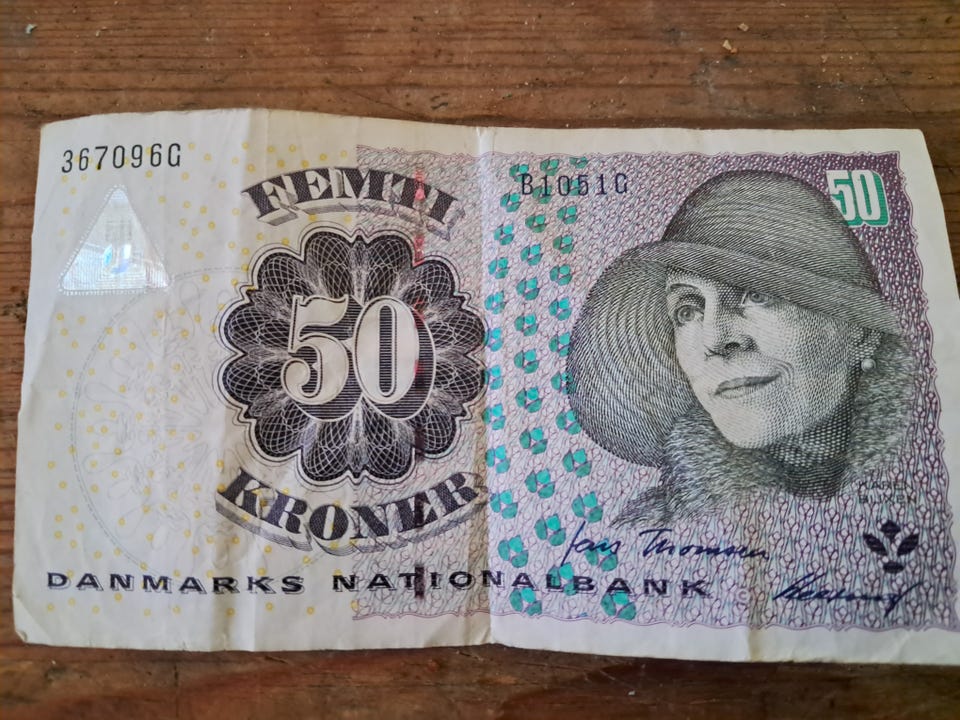 367096G
B1051G
50
FEMTI
50
KRONER
KAREN
BLIXEN
Jens Thomsen
DANMARKS NATIONALBANK